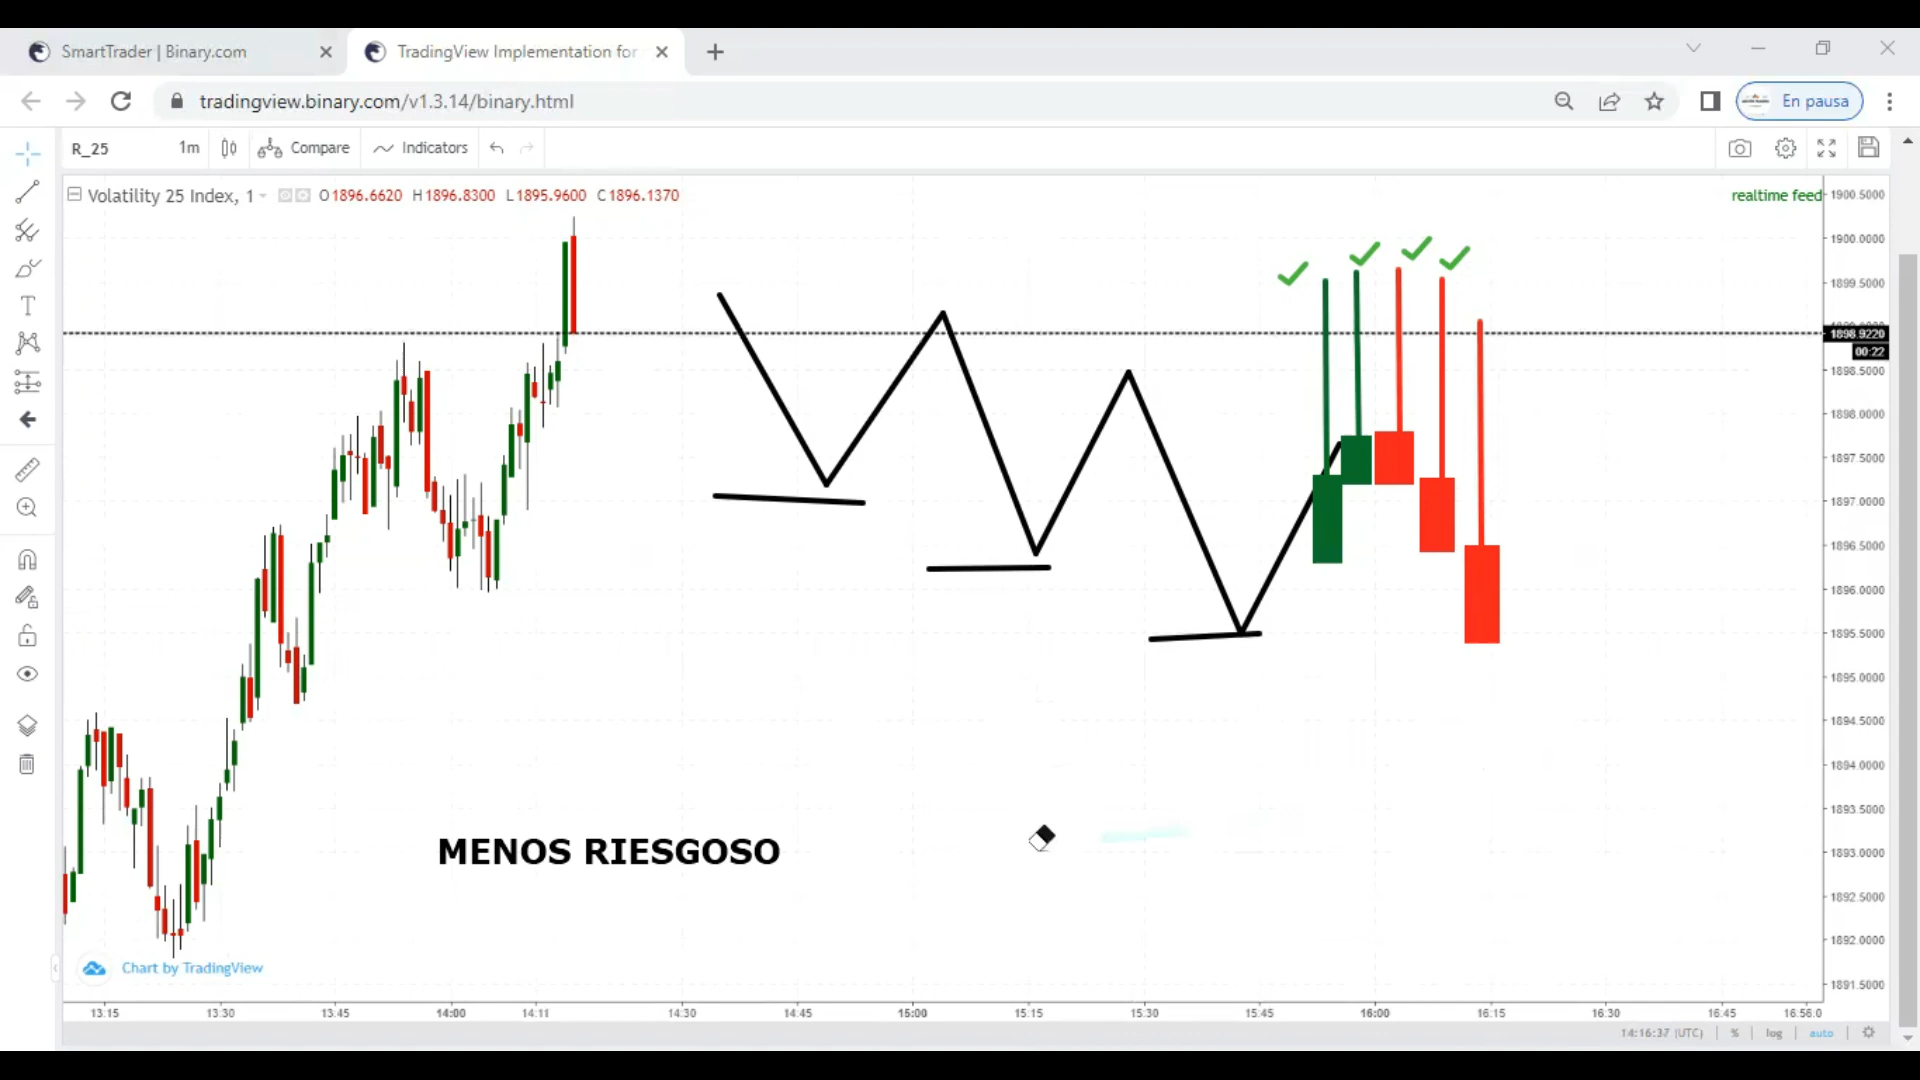 SmartTrader | Binary.com
TradingView Implementation for
tradingview.binary.com/v1.3.14/binary.html
En pausa
R_25
1m
Compare
Indicators
Volatility 25 Index, 1
O1896.6620 H1896.8300 L1895.9600 C1896.1370
realtime feed
1900.5000
1900.0000
1899.5000
1898.9220
00:22
1898.5000
1898.0000
1897.5000
1897.0000
1896.5000
1896.0000
1895.5000
1895.0000
1894.5000
1894.0000
1893.5000
1893.0000
1892.5000
1892.0000
1891.5000
MENOS RIESGOSO
Chart by TradingView
13:15 13:30 13:45 14:00 14:11 14:30 14:45 15:00 15:15 15:30 15:45 16:00 16:15 16:30 16:45 16:56:0
14:16:37 (UTC) % log auto